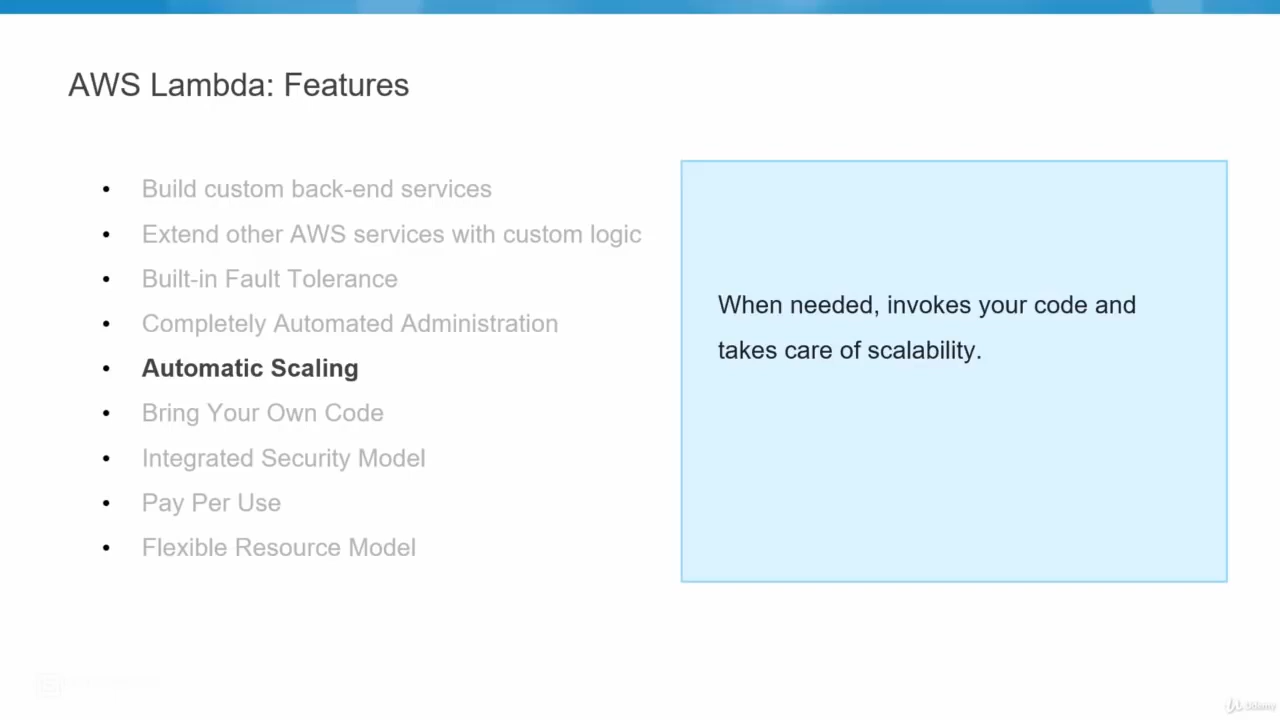 AWS Lambda: Features
• Build custom back-end services
• Extend other AWS services with custom logic
• Built-in Fault Tolerance
• Completely Automated Administration
• Automatic Scaling
• Bring Your Own Code
• Integrated Security Model
• Pay Per Use
• Flexible Resource Model
When needed, invokes your code and
takes care of scalability.
Udemy